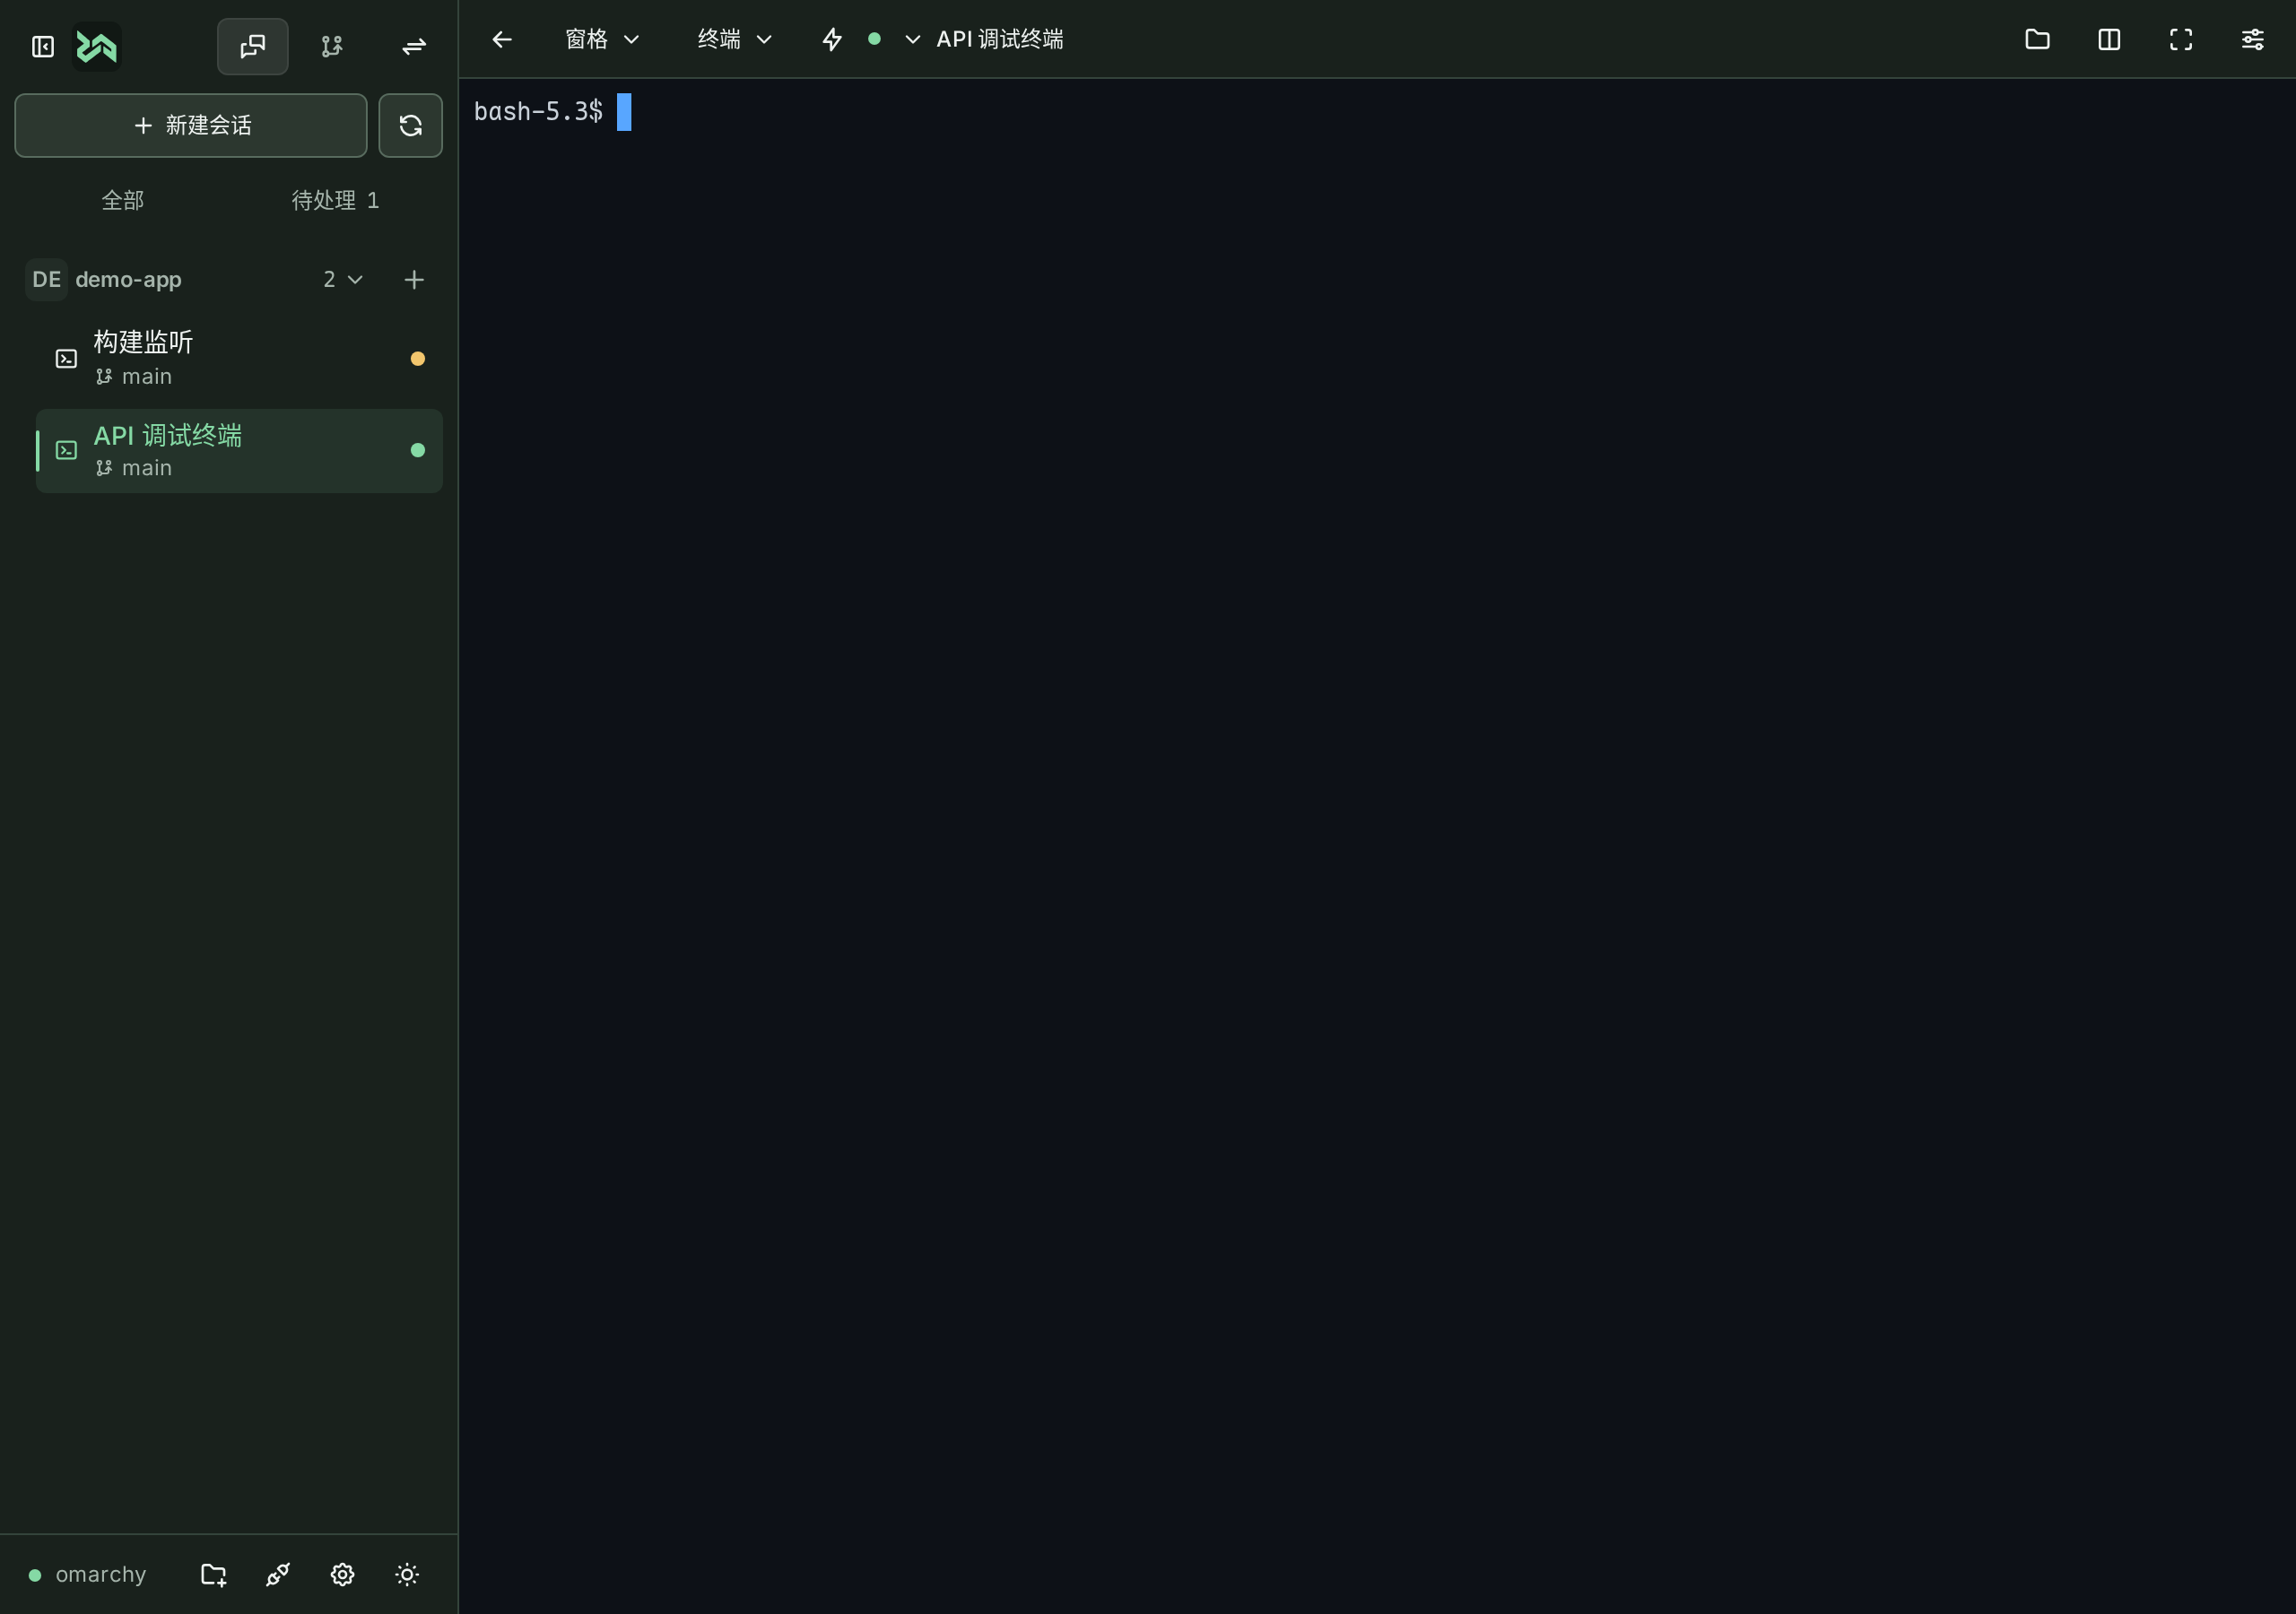 窗格 终端 API 调试终端
新建会话
全部 待处理 1
DE demo-app 2
构建监听
main
API 调试终端
main
omarchy
bash-5.3$